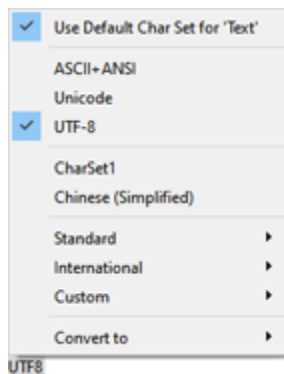 Use Default Char Set for 'Text'
ASCII+ANSI
Unicode
UTF-8
CharSet1
Chinese (Simplified)
Standard
International
Custom
Convert to
UTF8